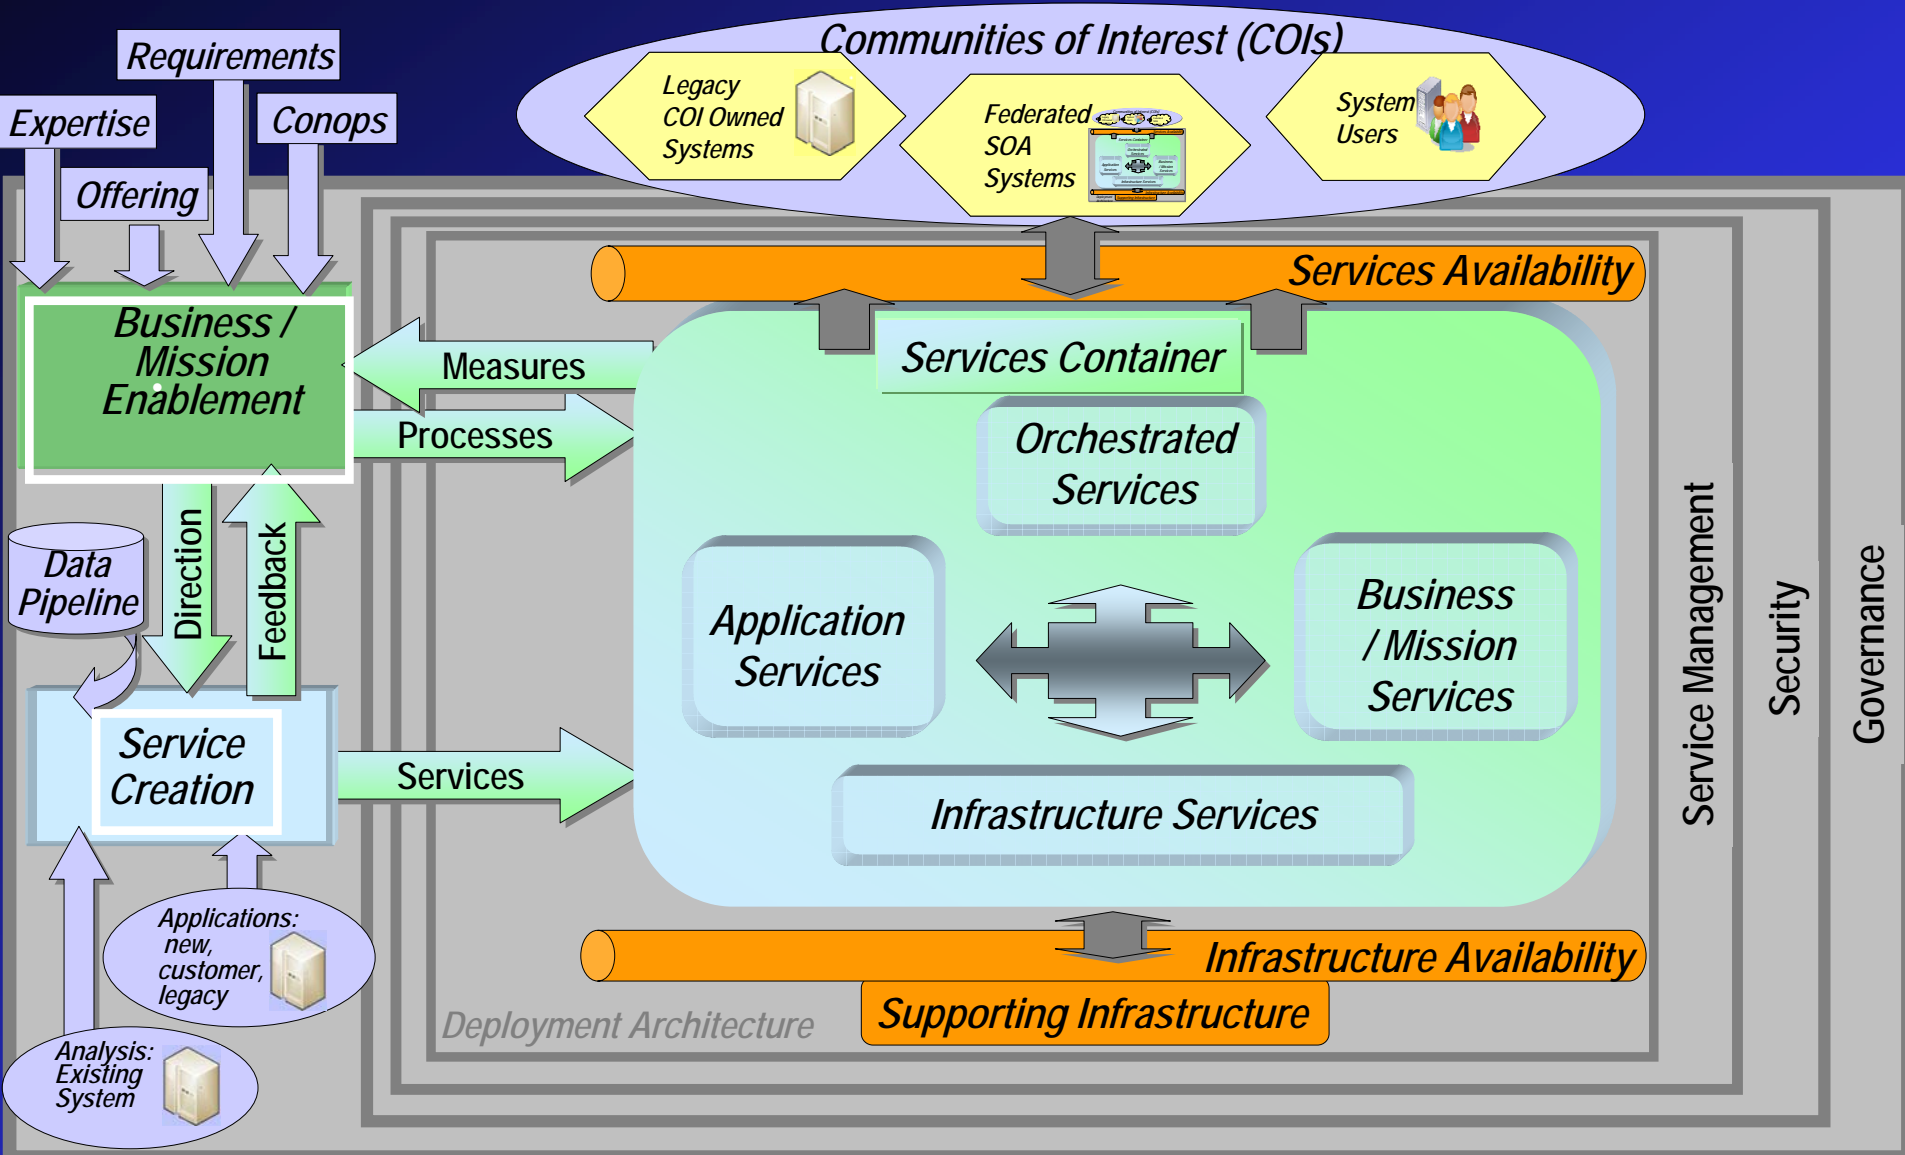 Requirements
Expertise
Conops
Offering
Communities of Interest (COIs)
Legacy
COI Owned
Systems
Federated
SOA
Systems
System
Users
Services Availability
Business /
Mission
Enablement
Measures
Processes
Services Container
Orchestrated
Services
Direction
Feedback
Data
Pipeline
Application
Services
Business
/ Mission
Services
Service
Creation
Services
Infrastructure Services
Service Management
Security
Governance
Applications:
new,
customer,
legacy
Infrastructure Availability
Supporting Infrastructure
Deployment Architecture
Analysis:
Existing
System